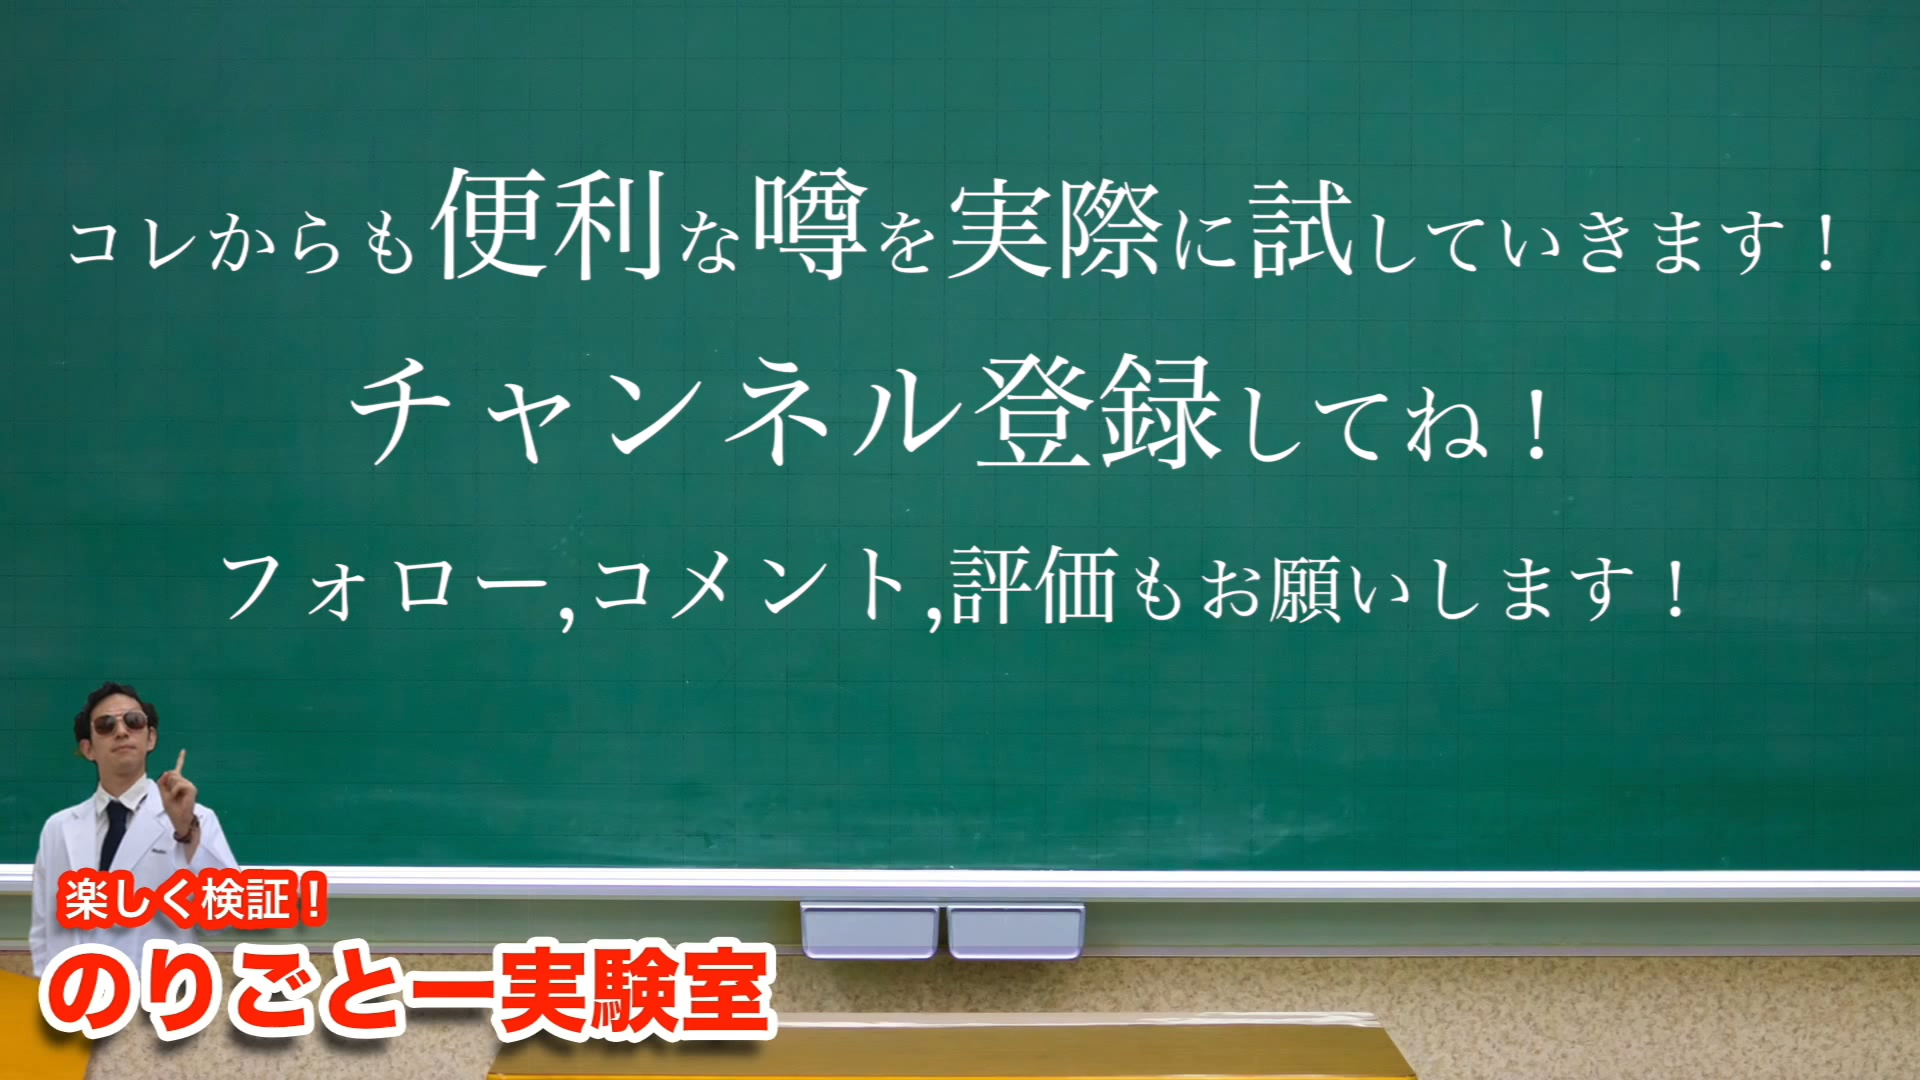 コレからも便利な噂を実際に試していきます！
チャンネル登録してね！
フォロー,コメント,評価もお願いします！
楽しく検証！
のりごとー実験室